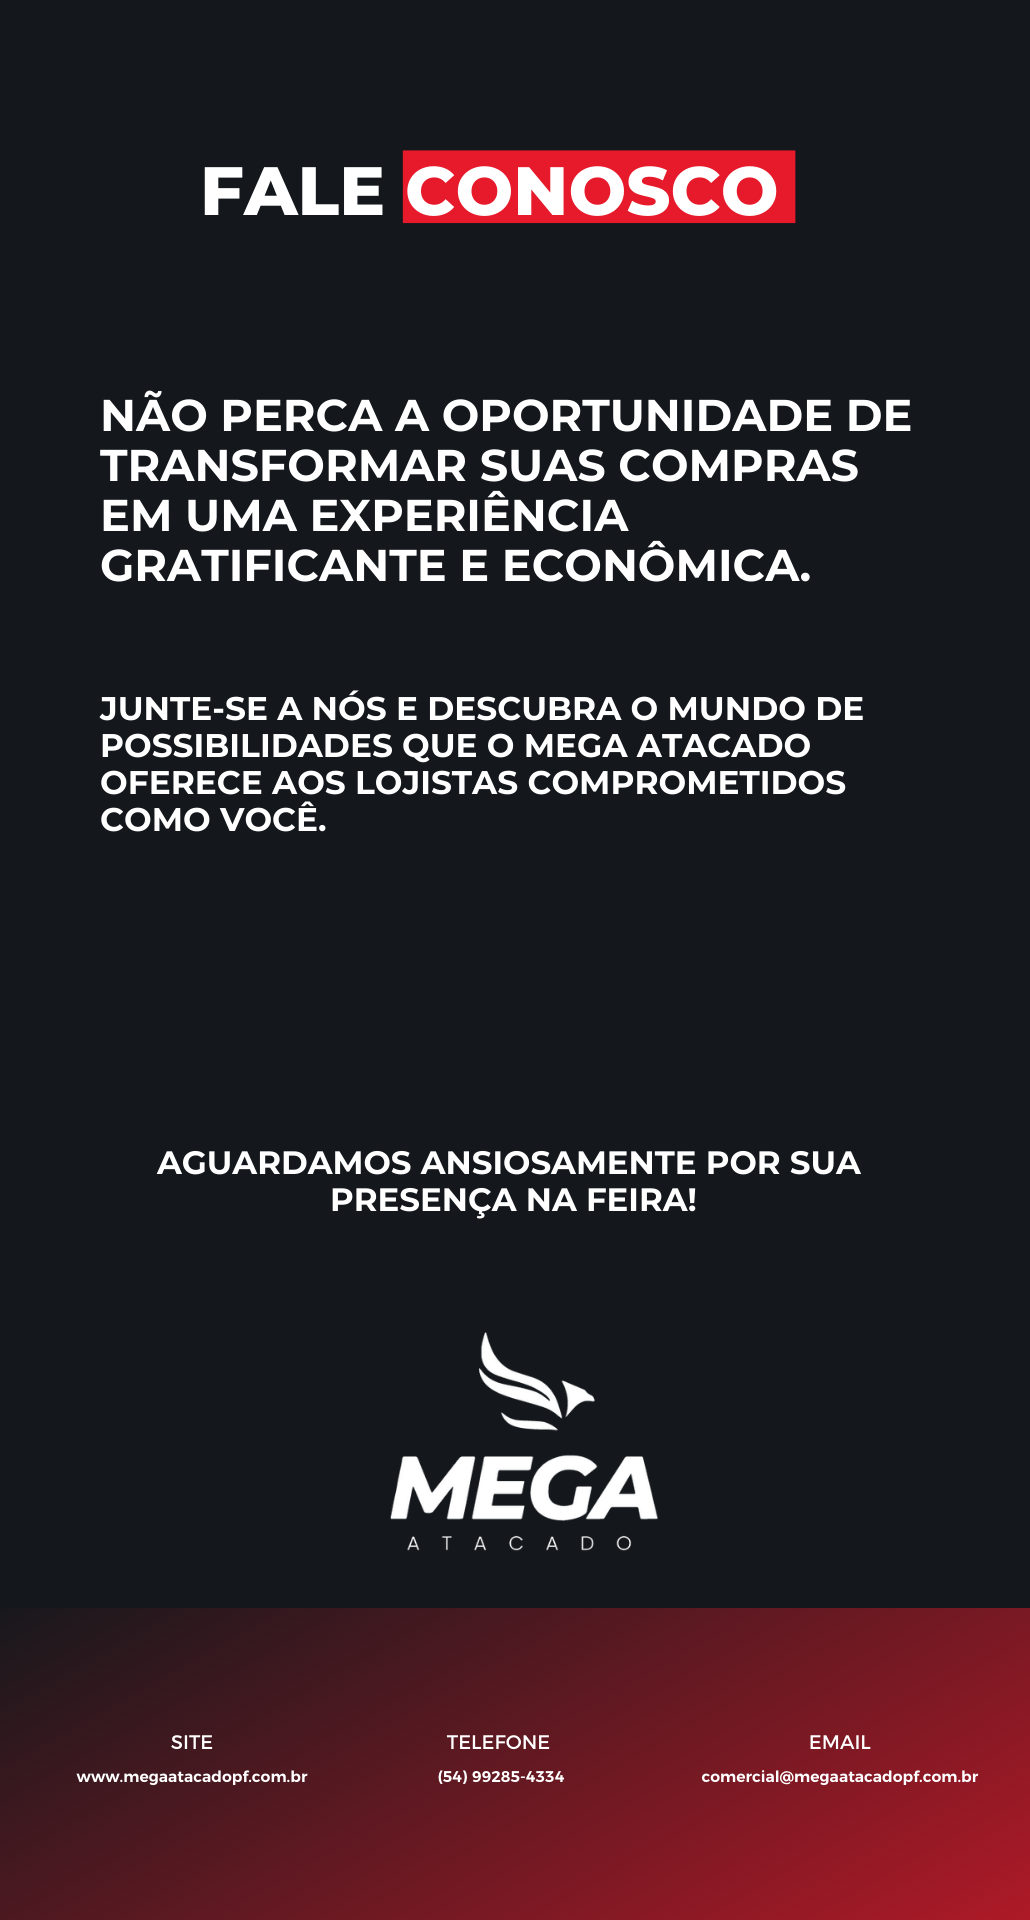 FALE CONOSCO
NÃO PERCA A OPORTUNIDADE DE
TRANSFORMAR SUAS COMPRAS
EM UMA EXPERIÊNCIA
GRATIFICANTE E ECONÔMICA.
JUNTE-SE A NÓS E DESCUBRA O MUNDO DE
POSSIBILIDADES QUE O MEGA ATACADO
OFERECE AOS LOJISTAS COMPROMETIDOS
COMO VOCÊ.
AGUARDAMOS ANSIOSAMENTE POR SUA
PRESENÇA NA FEIRA!
MEGA
ATACADO
SITE
www.megaatacadopf.com.br
TELEFONE
(54) 99285-4334
EMAIL
comercial@megaatacadopf.com.br